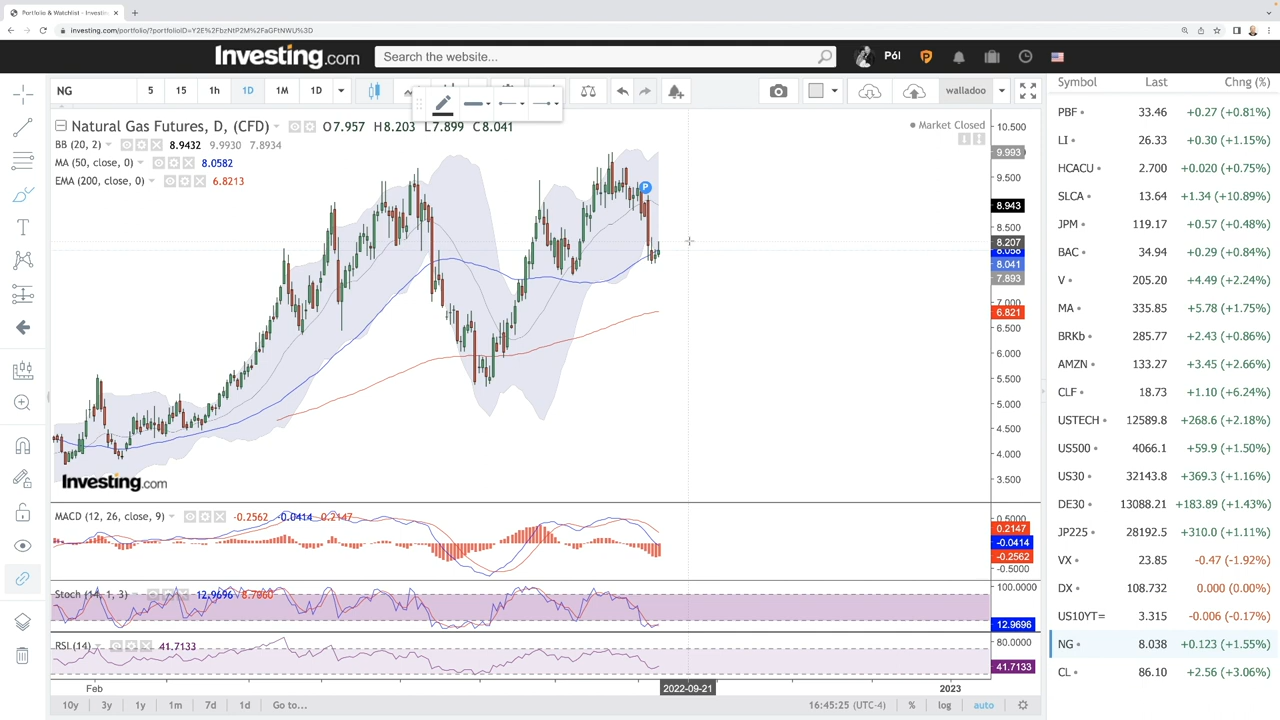 Portfolio & Watchlist - Investin
investing.com/portfolio/?portfolioID=Y2E%2FbzNtP2M%2FaGFtNWU%3D
Investing.com
Search the website...
Pól
NG
5
15
1h
1D
1M
1D
walladoo
Symbol
Last
Chng (%)
Natural Gas Futures, D, (CFD)
O7.957 H8.203 L7.899 C8.041
Market Closed
BB (20, 2)
8.9432 9.9930 7.8934
MA (50, close, 0)
8.0582
EMA (200, close, 0)
6.8213
10.500
9.993
9.500
8.943
8.500
8.207
8.058
8.041
7.893
7.000
6.821
6.500
6.000
5.500
5.000
4.500
4.000
3.500
Investing.com
MACD (12, 26, close, 9)
-0.2562 -0.0414 0.2147
0.5000
0.2147
-0.0414
-0.2562
-0.5000
Stoch (14, 1, 3)
12.9696 8.7060
100.0000
12.9696
RSI (14)
41.7133
80.0000
41.7133
Feb
2022-09-21
2023
10y
3y
1y
1m
7d
1d
Go to...
16:45:25 (UTC-4)
%
log
auto
PBF 33.46 +0.27 (+0.81%)
LI 26.33 +0.30 (+1.15%)
HCACU 2.700 +0.020 (+0.75%)
SLCA 13.64 +1.34 (+10.89%)
JPM 119.17 +0.57 (+0.48%)
BAC 34.94 +0.29 (+0.84%)
V 205.20 +4.49 (+2.24%)
MA 335.85 +5.78 (+1.75%)
BRKb 285.77 +2.43 (+0.86%)
AMZN 133.27 +3.45 (+2.66%)
CLF 18.73 +1.10 (+6.24%)
USTECH 12589.8 +268.6 (+2.18%)
US500 4066.1 +59.9 (+1.50%)
US30 32143.8 +369.3 (+1.16%)
DE30 13088.21 +183.89 (+1.43%)
JP225 28192.5 +310.0 (+1.11%)
VX 23.85 -0.47 (-1.92%)
DX 108.732 0.000 (0.00%)
US10YT= 3.315 -0.006 (-0.17%)
NG 8.038 +0.123 (+1.55%)
CL 86.10 +2.56 (+3.06%)